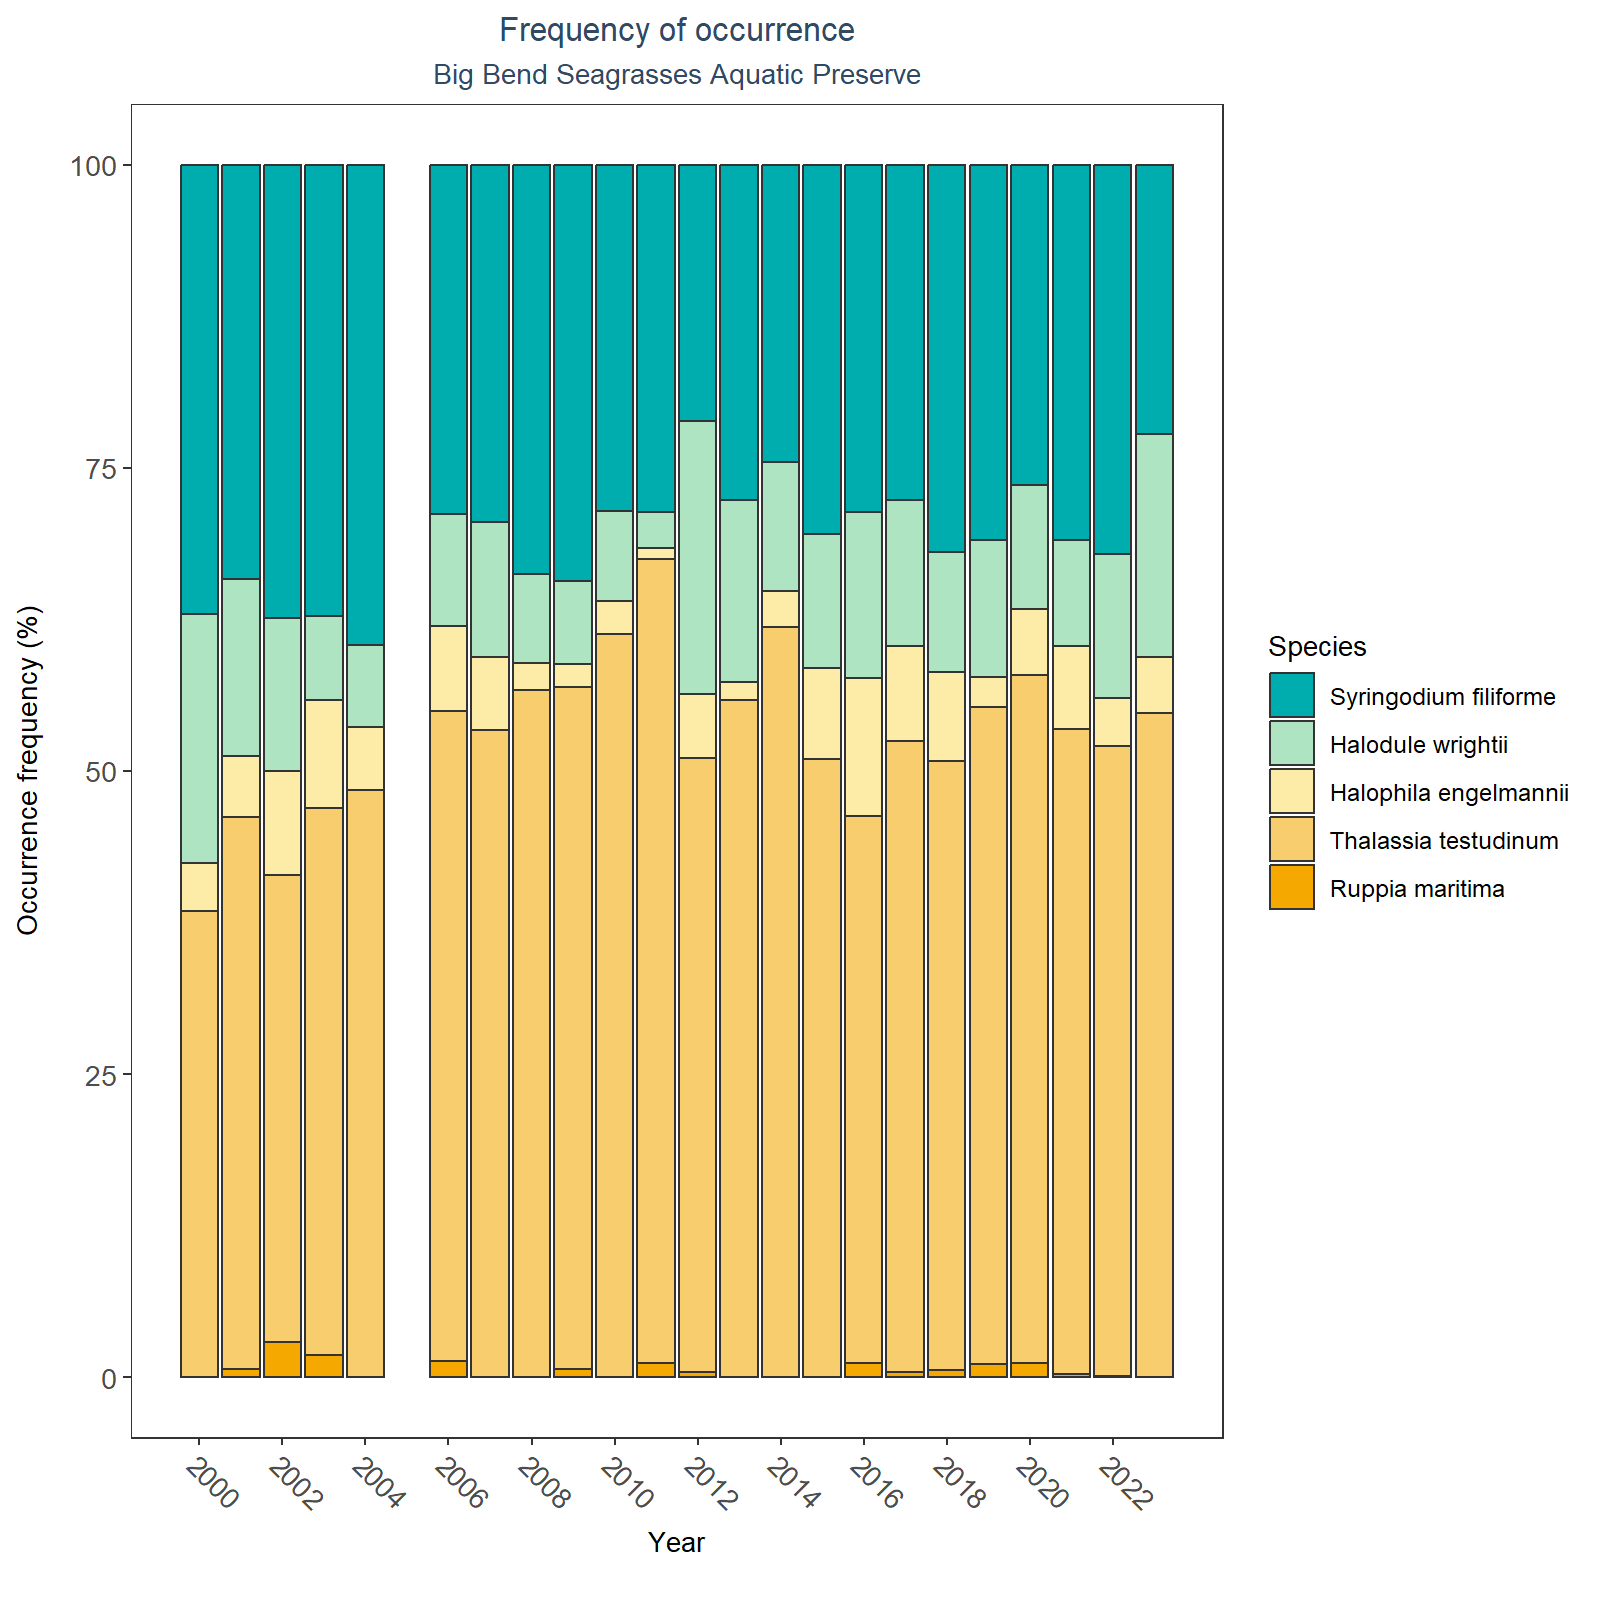 Frequency of occurrence
Big Bend Seagrasses Aquatic Preserve
Occurrence frequency (%)
100
75
50
25
0
2000
2002
2004
2006
2008
2010
2012
2014
2016
2018
2020
2022
Year
Species
Syringodium filiforme
Halodule wrightii
Halophila engelmannii
Thalassia testudinum
Ruppia maritima